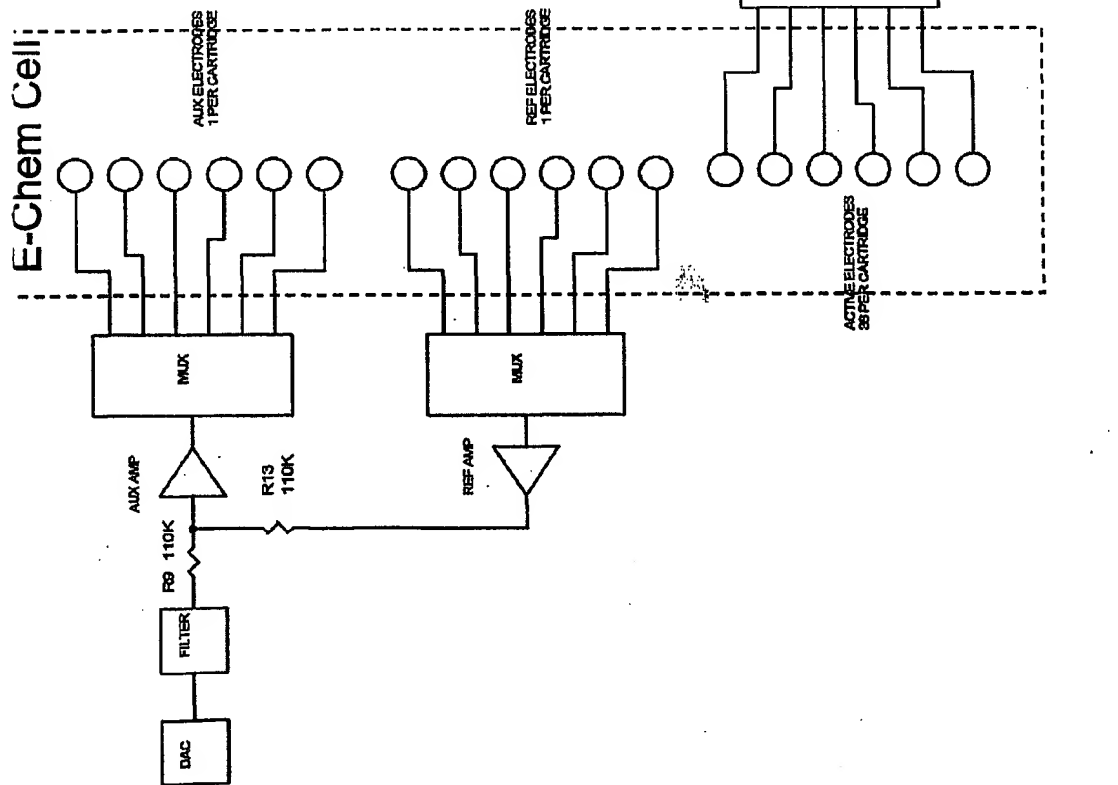 E-Chem Cell
AUX ELECTRODES
1 PER CARTRIDGE
REF ELECTRODES
1 PER CARTRIDGE
ACTIVE ELECTRODES
36 PER CARTRIDGE
MUX
MUX
AUX AMP
R13
110K
REF AMP
R9 110K
FILTER
DAC